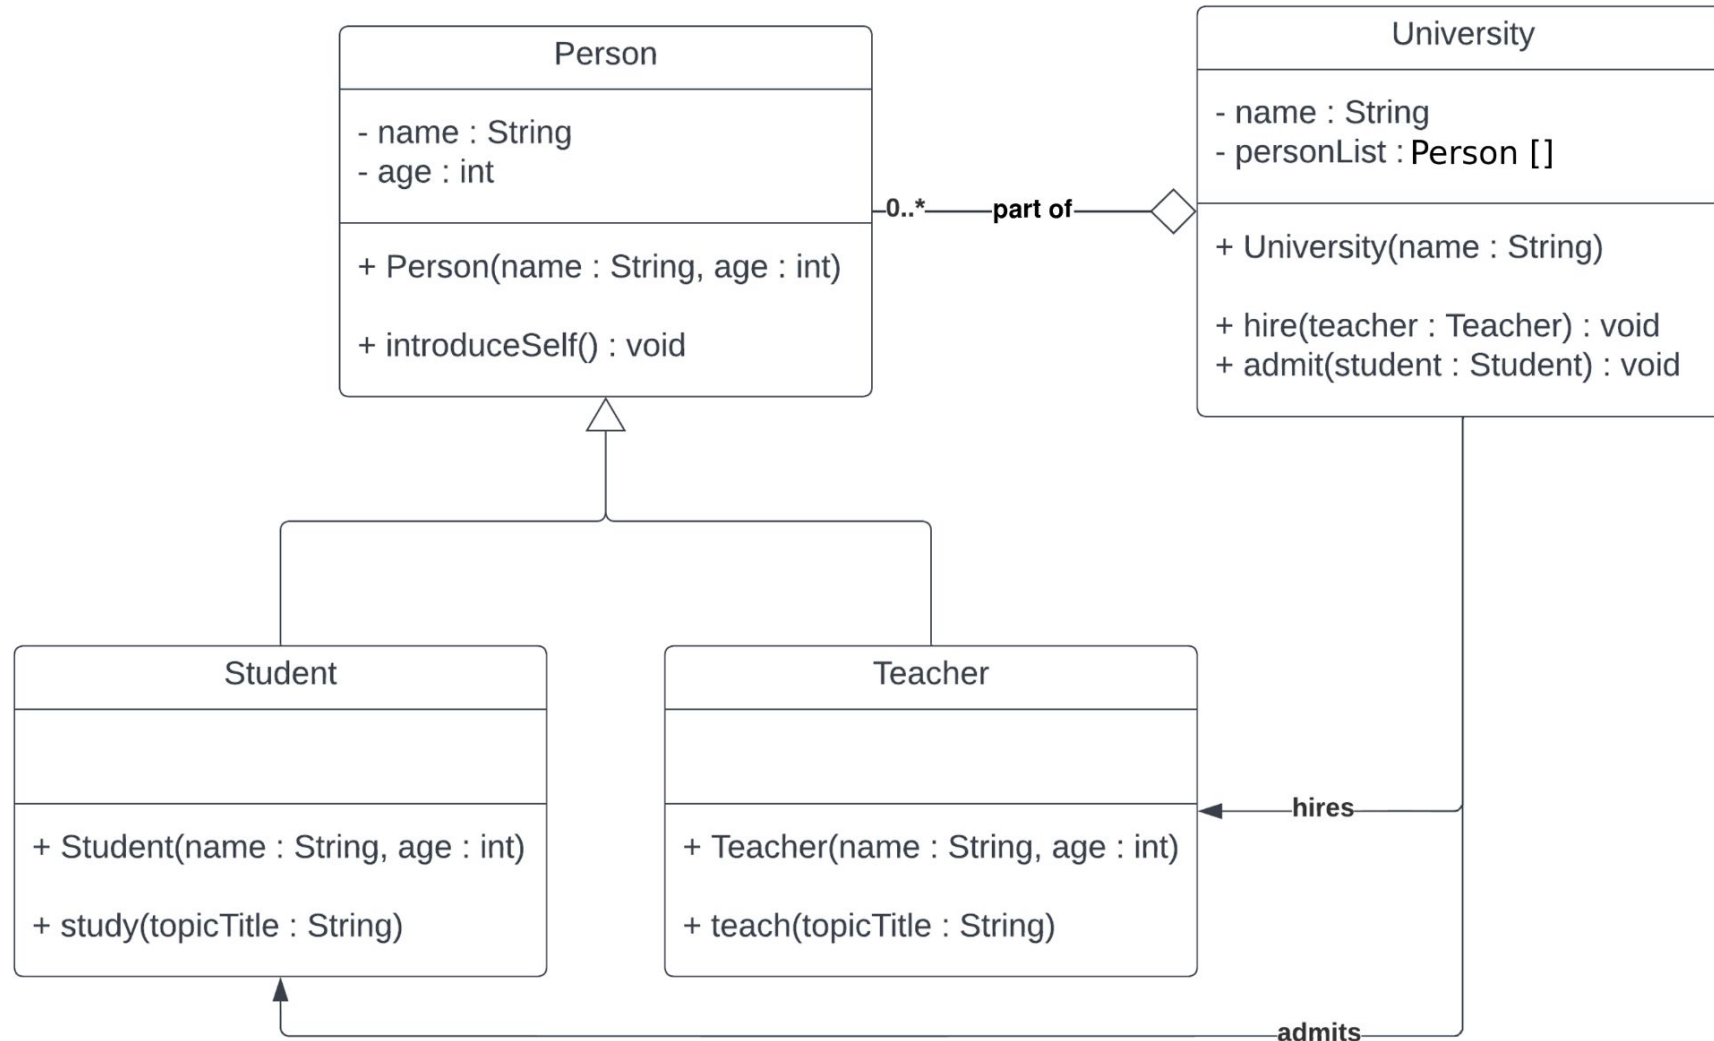 Person
- name : String
- age : int
+ Person(name : String, age : int)
+ introduceSelf() : void
0..*
part of
University
- name : String
- personList : Person []
+ University(name : String)
+ hire(teacher : Teacher) : void
+ admit(student : Student) : void
Student
+ Student(name : String, age : int)
+ study(topicTitle : String)
Teacher
+ Teacher(name : String, age : int)
+ teach(topicTitle : String)
hires
admits